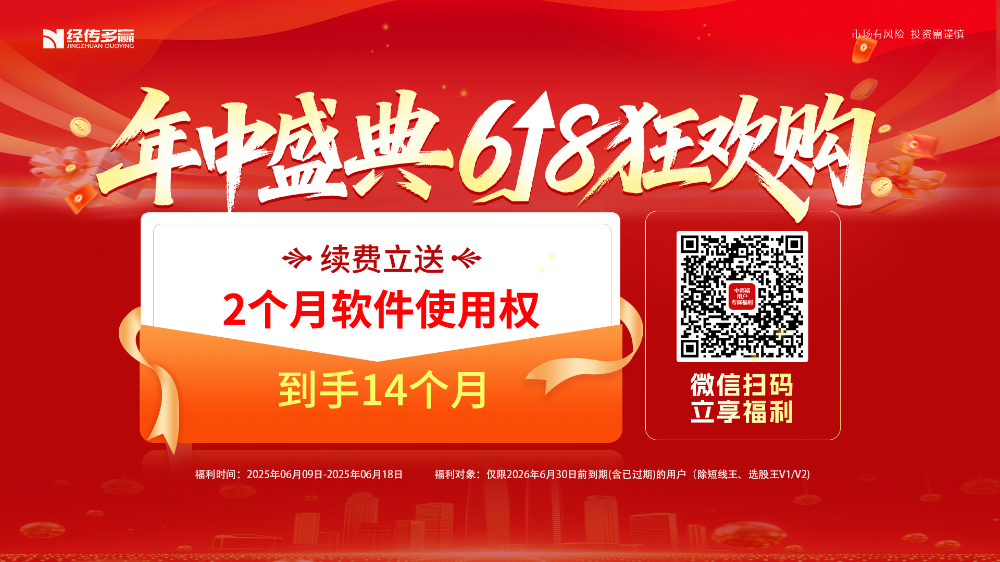 经传多赢
JINGZHUAN DUOYING
市场有风险 投资需谨慎
年中盛典618狂欢购
续费立送
2个月软件使用权
到手14个月
中高端
用户
专属福利
微信扫码
立享福利
福利时间：2025年06月09日-2025年06月18日
福利对象：仅限2026年6月30日前到期(含已过期)的用户（除短线王、选股王V1/V2)